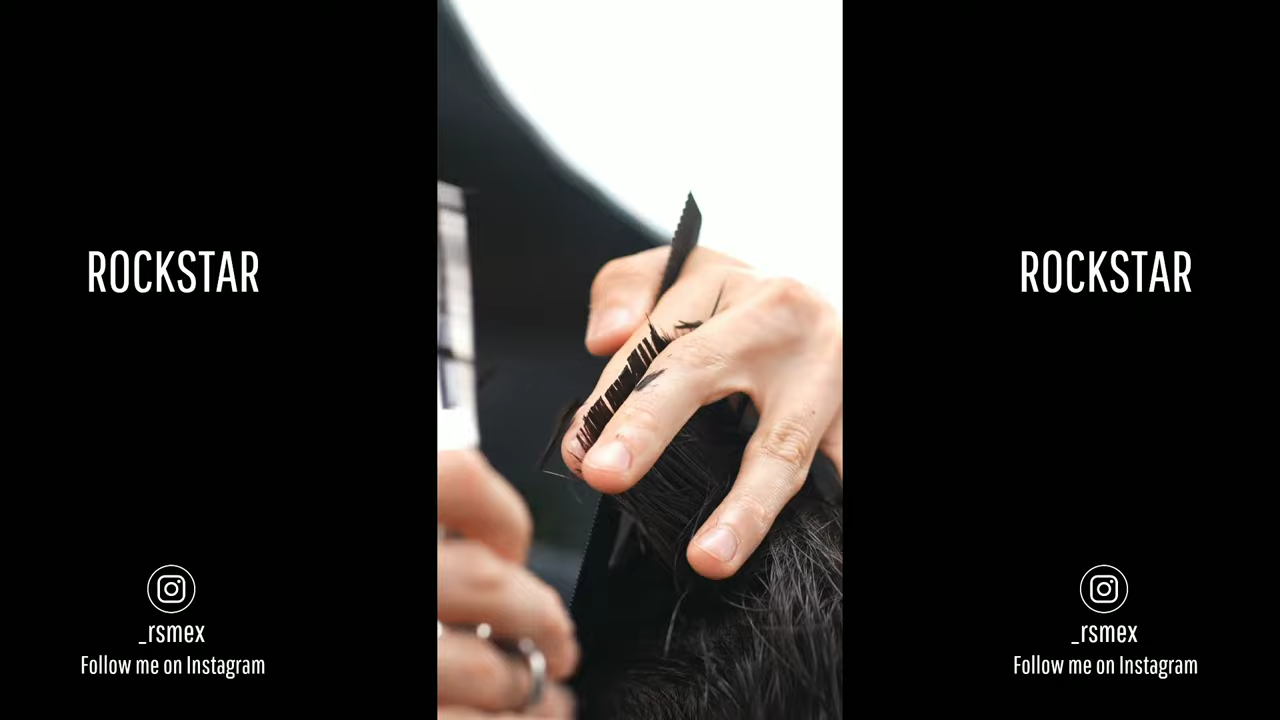 ROCKSTAR
_rsmex
Follow me on Instagram
ROCKSTAR
_rsmex
Follow me on Instagram